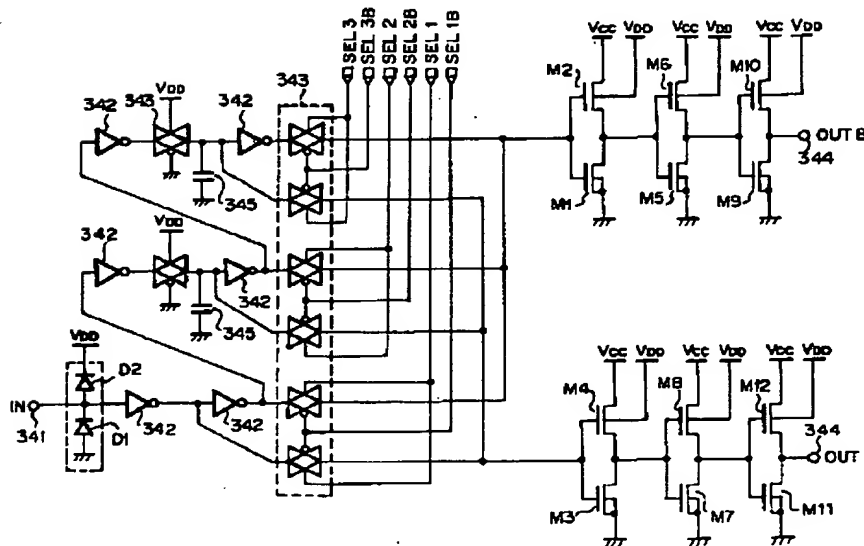 SEL 3
SEL 3B
SEL 2
SEL 2B
SEL 1
SEL 1B
VCC
VDD
VCC
VDD
VCC
VDD
342
343
VDD
342
343
M2
M6
M10
OUT B
344
M1
M5
M9
345
342
VDD
342
345
VDD
D2
IN
341
D1
342
342
VCC
VDD
VCC
VDD
VCC
VDD
M4
M8
M12
344
OUT
M3
M7
M11